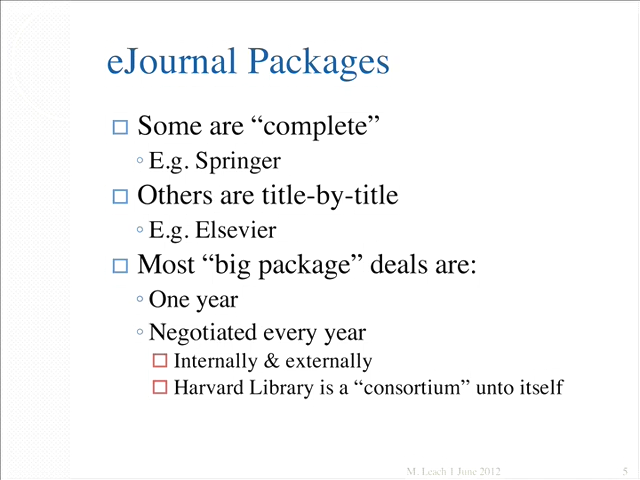 eJournal Packages
Some are “complete”
E.g. Springer
Others are title-by-title
E.g. Elsevier
Most “big package” deals are:
One year
Negotiated every year
Internally & externally
Harvard Library is a “consortium” unto itself
M. Leach 1 June 2012 5